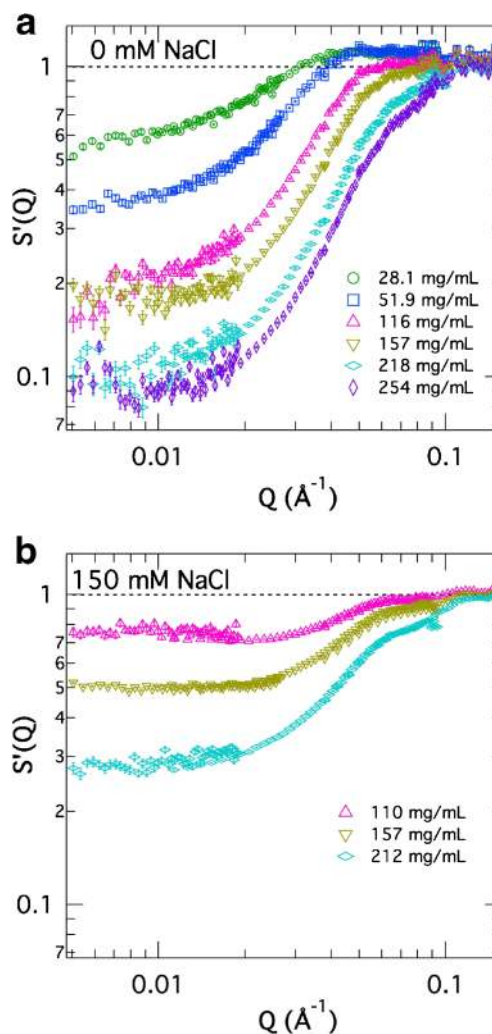 a
0 mM NaCl
1
7
6
5
4
3
2
0.1
8
7
S'(Q)
28.1 mg/mL
51.9 mg/mL
116 mg/mL
157 mg/mL
218 mg/mL
254 mg/mL
0.01
0.1
Q (Å⁻¹)
b
150 mM NaCl
1
7
6
5
4
3
2
0.1
7
S'(Q)
110 mg/mL
157 mg/mL
212 mg/mL
0.01
0.1
Q (Å⁻¹)